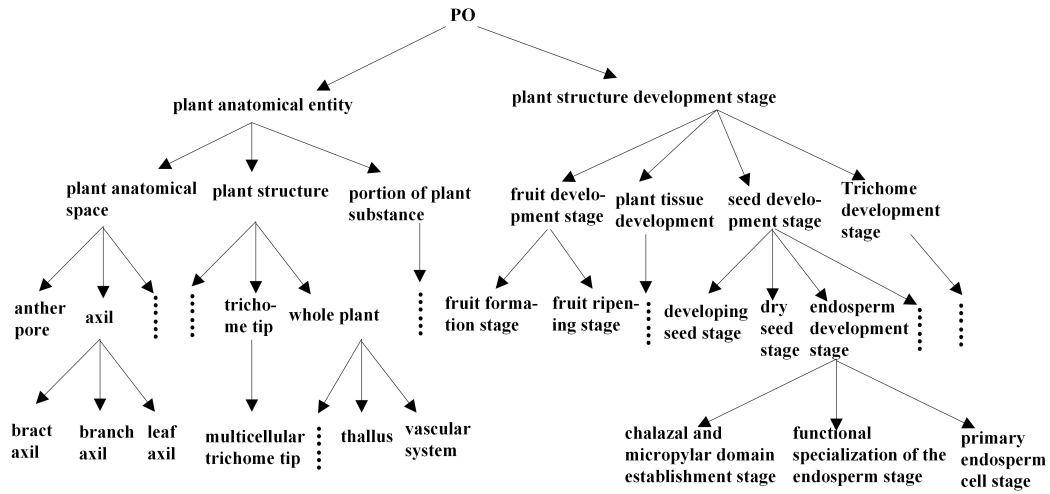 PO
plant anatomical entity
plant structure development stage
plant anatomical
space
plant structure
portion of plant
substance
fruit develo-
pment stage
plant tissue
development
seed develo-
pment stage
Trichome
development
stage
anther
pore
axil
tricho-
me tip
whole plant
fruit forma-
tion stage
fruit ripen-
ing stage
developing
seed stage
dry
seed
stage
endosperm
development
stage
bract
axil
branch
axil
leaf
axil
multicellular
trichome tip
thallus
vascular
system
chalazal and
micropylar domain
establishment stage
functional
specialization of the
endosperm stage
primary
endosperm
cell stage